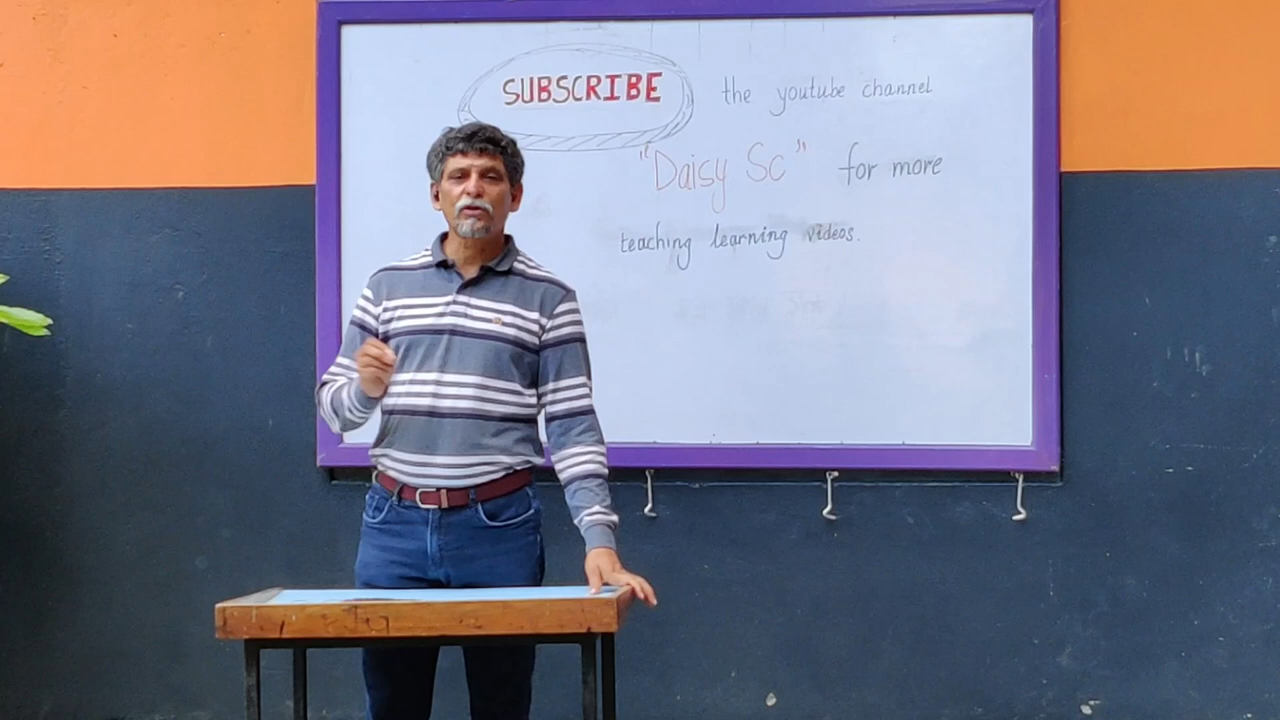 SUBSCRIBE the youtube channel
"Daisy Sc" for more
teaching learning videos.